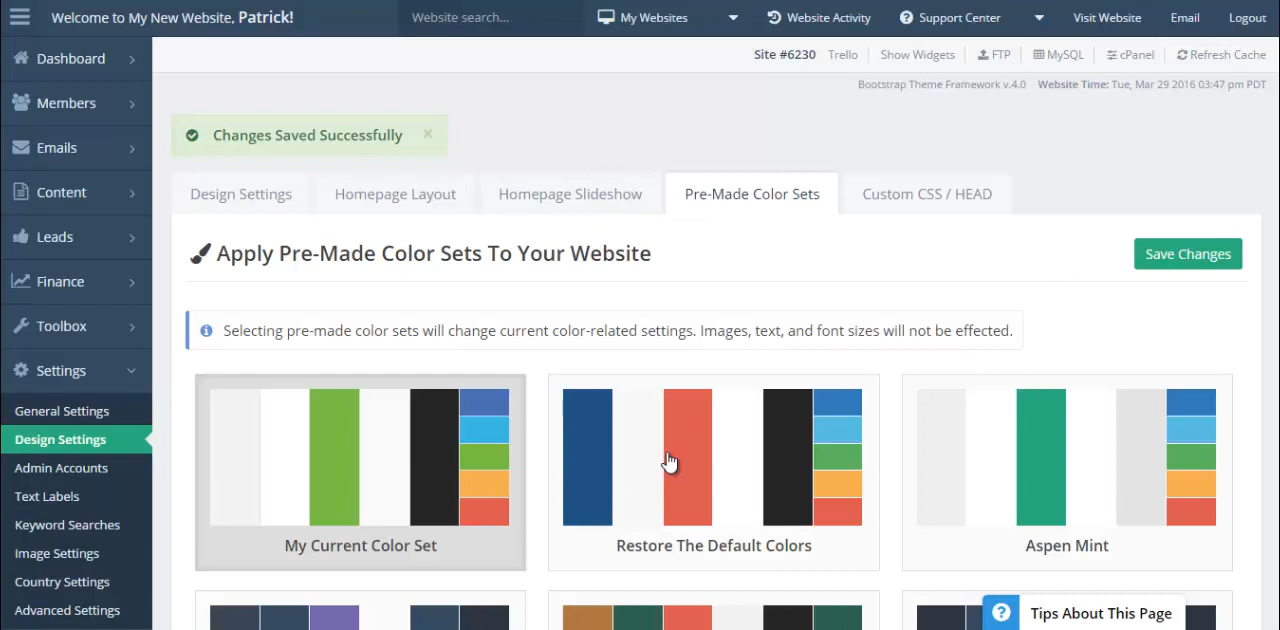 Welcome to My New Website, Patrick!
Website search...
My Websites
Website Activity
Support Center
Visit Website
Email
Logout
Site #6230
Trello
Show Widgets
FTP
MySQL
cPanel
Refresh Cache
Bootstrap Theme Framework v.4.0
Website Time: Tue, Mar 29 2016 03:47 pm PDT
Dashboard
Members
Emails
Content
Leads
Finance
Toolbox
Settings
General Settings
Design Settings
Admin Accounts
Text Labels
Keyword Searches
Image Settings
Country Settings
Advanced Settings
Changes Saved Successfully
Design Settings
Homepage Layout
Homepage Slideshow
Pre-Made Color Sets
Custom CSS / HEAD
Apply Pre-Made Color Sets To Your Website
Save Changes
Selecting pre-made color sets will change current color-related settings. Images, text, and font sizes will not be effected.
My Current Color Set
Restore The Default Colors
Aspen Mint
Tips About This Page